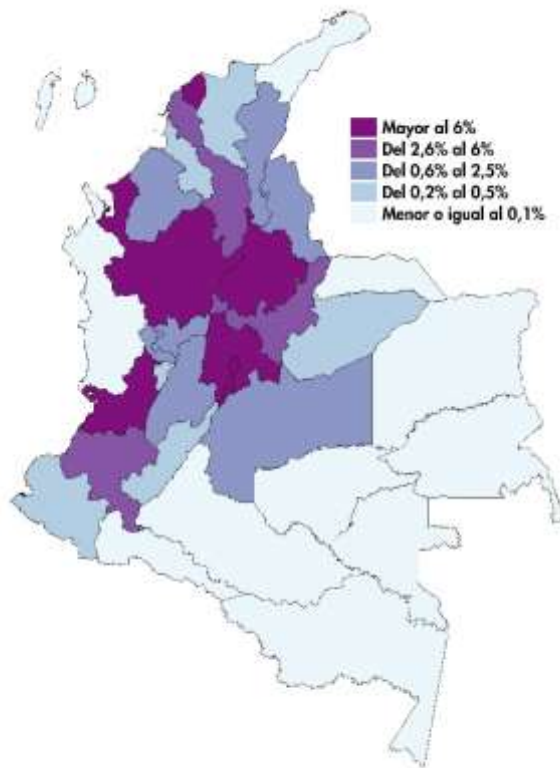 Mayor al 6%
Del 2,6% al 6%
Del 0,6% al 2,5%
Del 0,2% al 0,5%
Menor o igual al 0,1%